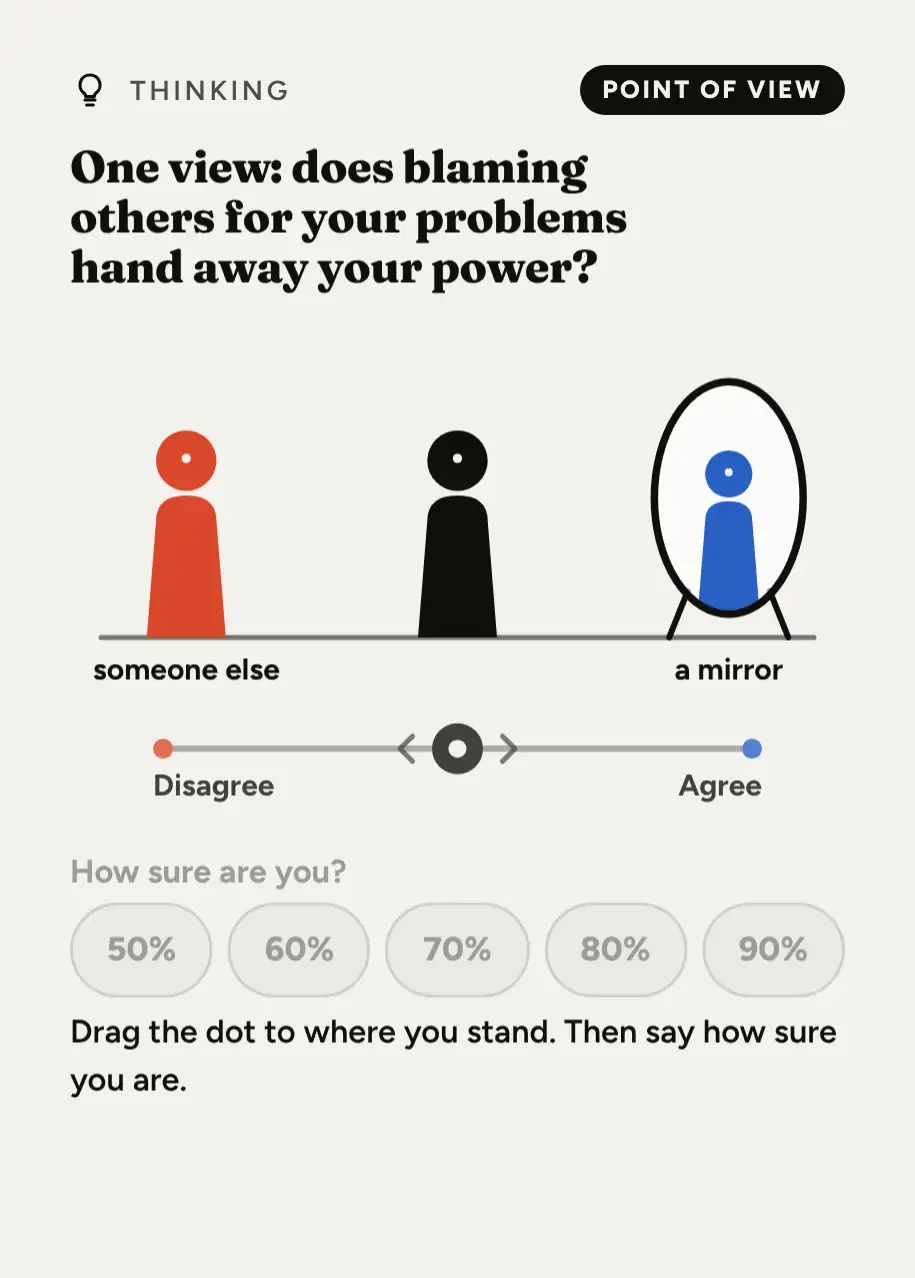 THINKING
POINT OF VIEW
One view: does blaming
others for your problems
hand away your power?
someone else
a mirror
Disagree
Agree
How sure are you?
50%
60%
70%
80%
90%
Drag the dot to where you stand. Then say how sure
you are.